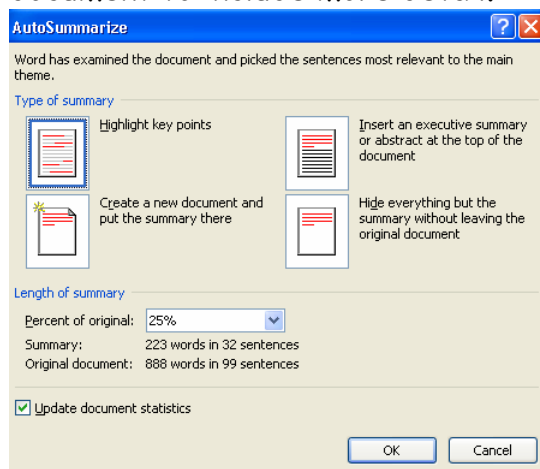 AutoSummarize
Word has examined the document and picked the sentences most relevant to the main
theme.
Type of summary
Highlight key points
Insert an executive summary
or abstract at the top of the
document
Create a new document and
put the summary there
Hide everything but the
summary without leaving the
original document
Length of summary
Percent of original: 25%
Summary: 223 words in 32 sentences
Original document: 888 words in 99 sentences
Update document statistics
OK Cancel